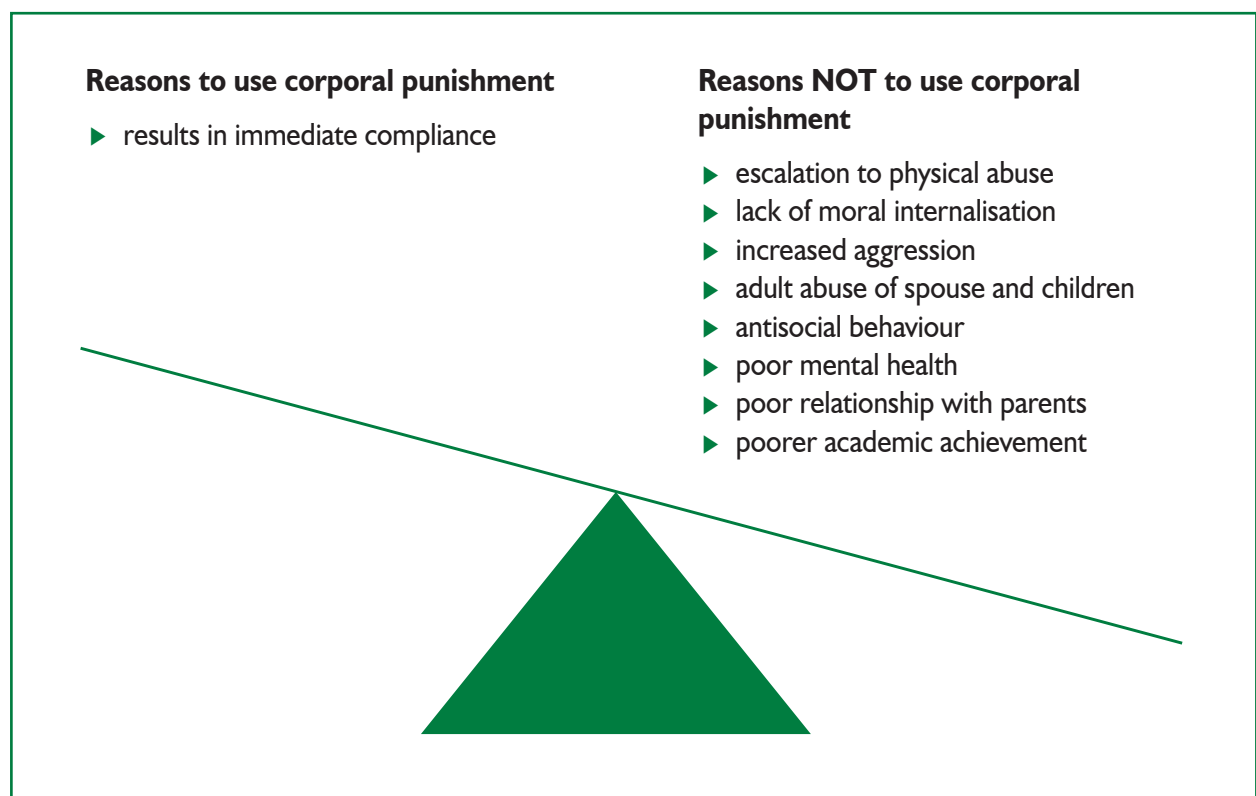 Reasons to use corporal punishment
▶ results in immediate compliance
Reasons NOT to use corporal
punishment
▶ escalation to physical abuse
▶ lack of moral internalisation
▶ increased aggression
▶ adult abuse of spouse and children
▶ antisocial behaviour
▶ poor mental health
▶ poor relationship with parents
▶ poorer academic achievement